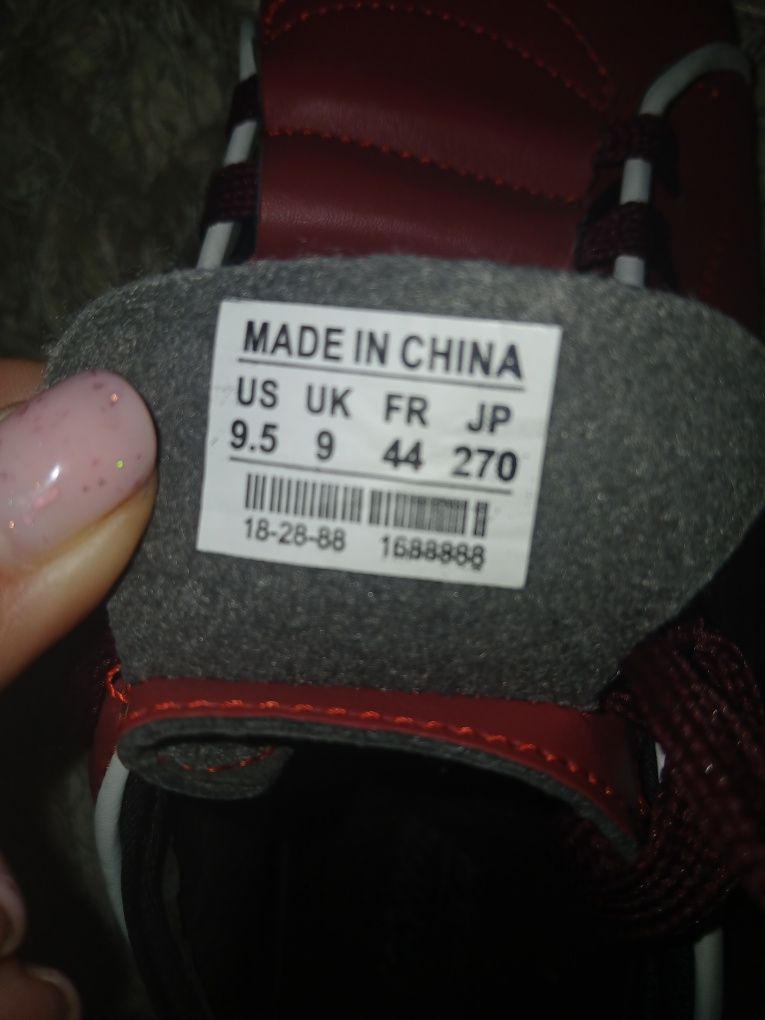 MADE IN CHINA
US UK FR JP
9.5 9 44 270
18-28-88 1688888